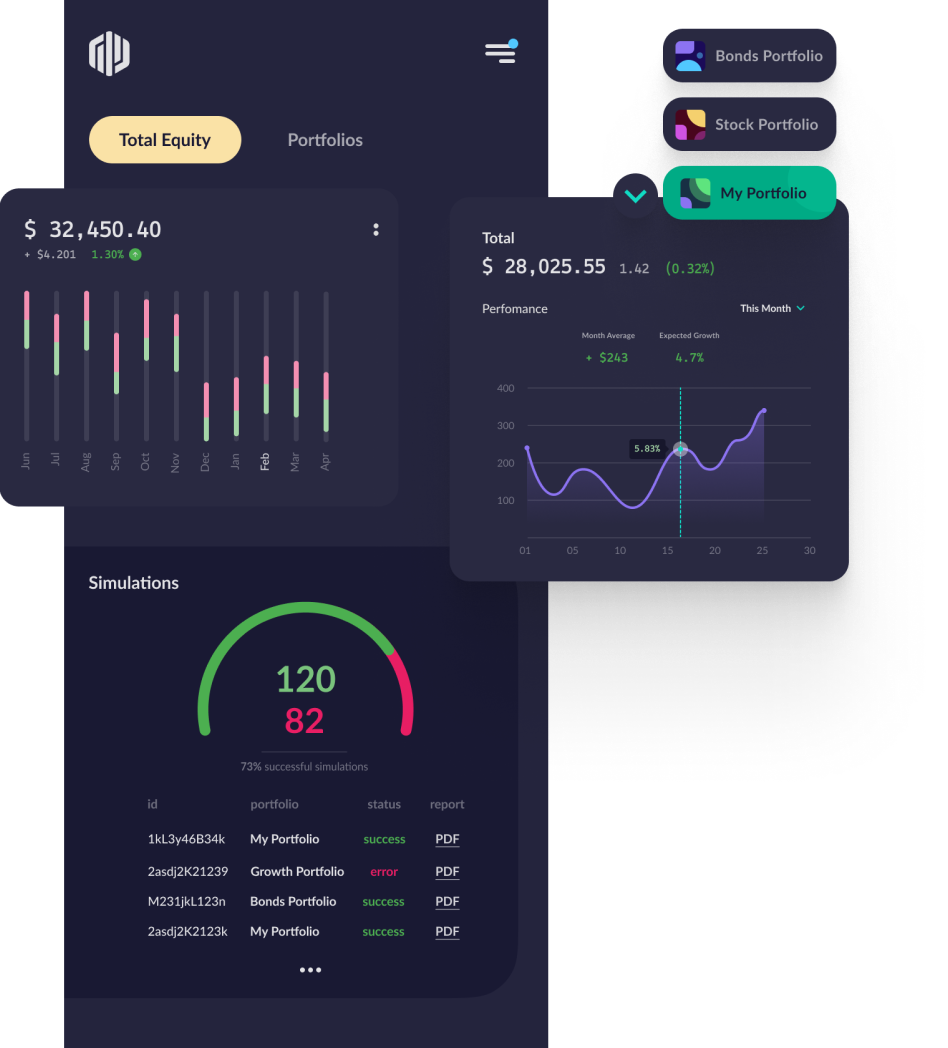 Bonds Portfolio
Stock Portfolio
My Portfolio
Total Equity Portfolios
$ 32,450.40
+ $4.201 1.30%
Jun Jul Aug Sep Oct Nov Dec Jan Feb Mar Apr
Total
$ 28,025.55 1.42 (0.32%)
Perfomance This Month
Month Average Expected Growth
+ $243 4.7%
400
300
5.83%
200
100
01 05 10 15 20 25 30
Simulations
120
82
73% successful simulations
id portfolio status report
1kL3y46B34k My Portfolio success PDF
2asdj2K21239 Growth Portfolio error PDF
M231jkL123n Bonds Portfolio success PDF
2asdj2K2123k My Portfolio success PDF